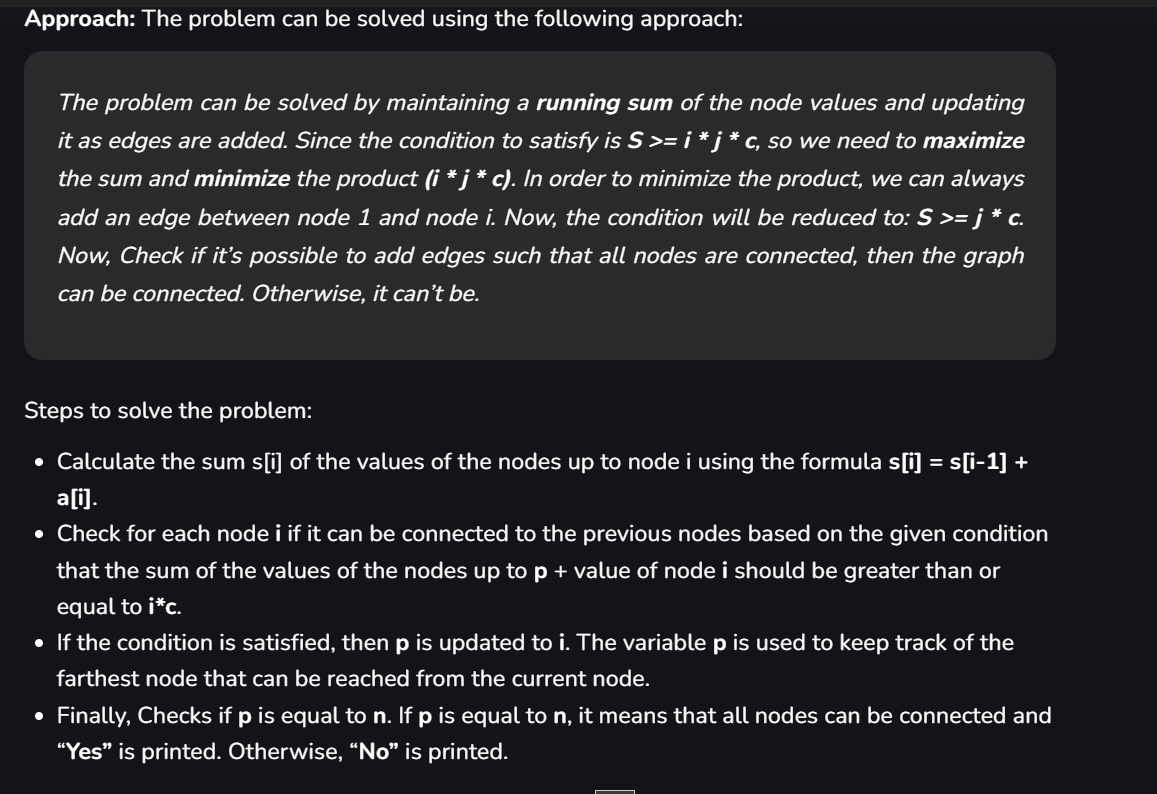 Approach: The problem can be solved using the following approach:
The problem can be solved by maintaining a running sum of the node values and updating
it as edges are added. Since the condition to satisfy is S >= i * j * c, so we need to maximize
the sum and minimize the product (i * j * c). In order to minimize the product, we can always
add an edge between node 1 and node i. Now, the condition will be reduced to: S >= j * c.
Now, Check if it’s possible to add edges such that all nodes are connected, then the graph
can be connected. Otherwise, it can’t be.
Steps to solve the problem:
• Calculate the sum s[i] of the values of the nodes up to node i using the formula s[i] = s[i-1] +
a[i].
• Check for each node i if it can be connected to the previous nodes based on the given condition
that the sum of the values of the nodes up to p + value of node i should be greater than or
equal to i*c.
• If the condition is satisfied, then p is updated to i. The variable p is used to keep track of the
farthest node that can be reached from the current node.
• Finally, Checks if p is equal to n. If p is equal to n, it means that all nodes can be connected and
“Yes” is printed. Otherwise, “No” is printed.